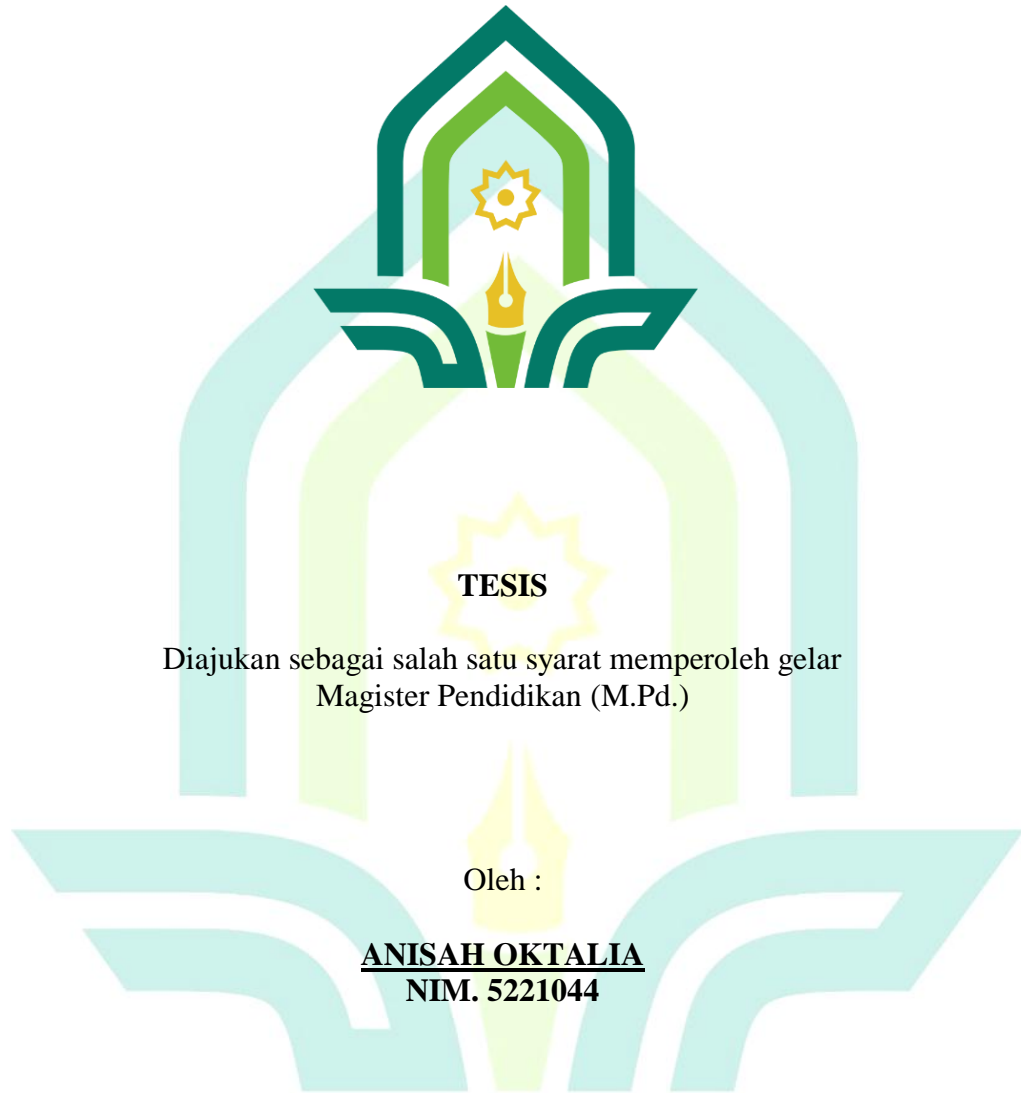 TESIS
Diajukan sebagai salah satu syarat memperoleh gelar
Magister Pendidikan (M.Pd.)
Oleh :
ANISAH OKTALIA
NIM. 5221044